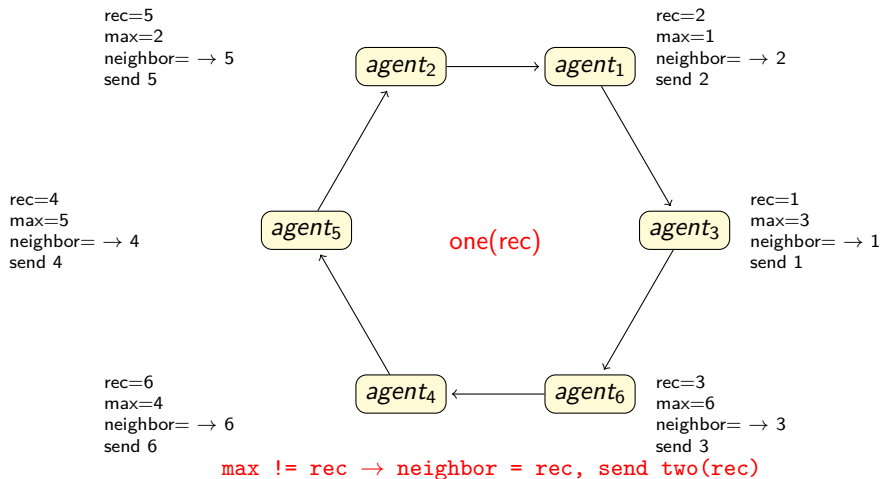 rec=5
max=2
neighbor= → 5
send 5
agent₂
agent₁
rec=2
max=1
neighbor= → 2
send 2
rec=4
max=5
neighbor= → 4
send 4
agent₅
one(rec)
agent₃
rec=1
max=3
neighbor= → 1
send 1
rec=6
max=4
neighbor= → 6
send 6
agent₄
agent₆
rec=3
max=6
neighbor= → 3
send 3
max != rec → neighbor = rec, send two(rec)